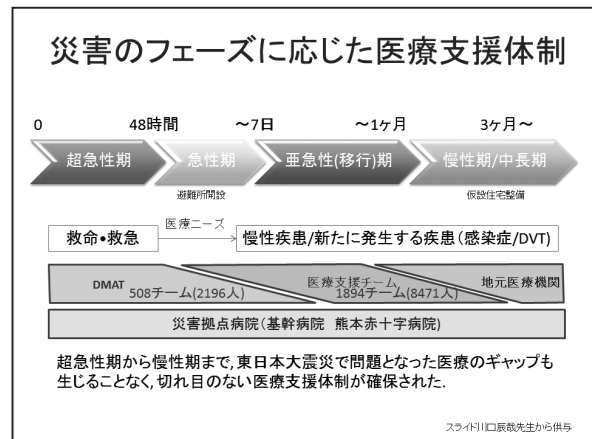 災害のフェーズに応じた医療支援体制
0 48時間 ～7日 ～1ヶ月 3ヶ月～
超急性期 急性期 亜急性(移行)期 慢性期/中長期
避難所開設 仮設住宅整備
救命•救急 医療ニーズ 慢性疾患/新たに発生する疾患(感染症/DVT)
DMAT 医療支援チーム 地元医療機関
508チーム(2196人) 1894チーム(8471人)
災害拠点病院(基幹病院 熊本赤十字病院)
超急性期から慢性期まで,東日本大震災で問題となった医療のギャップも
生じることなく,切れ目のない医療支援体制が確保された.
スライド川口辰哉先生から供与